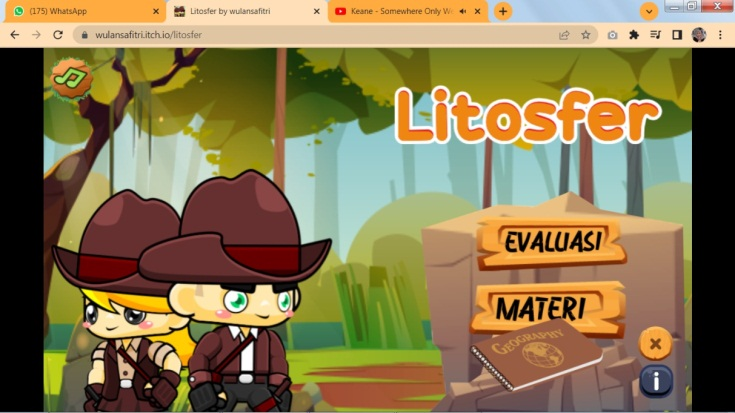 (175) WhatsApp
Litosfer by wulansafitri
Keane - Somewhere Only W
wulansafitri.itch.io/litosfer
Litosfer
EVALUASI
MATERI
GEOGRAPHY
i